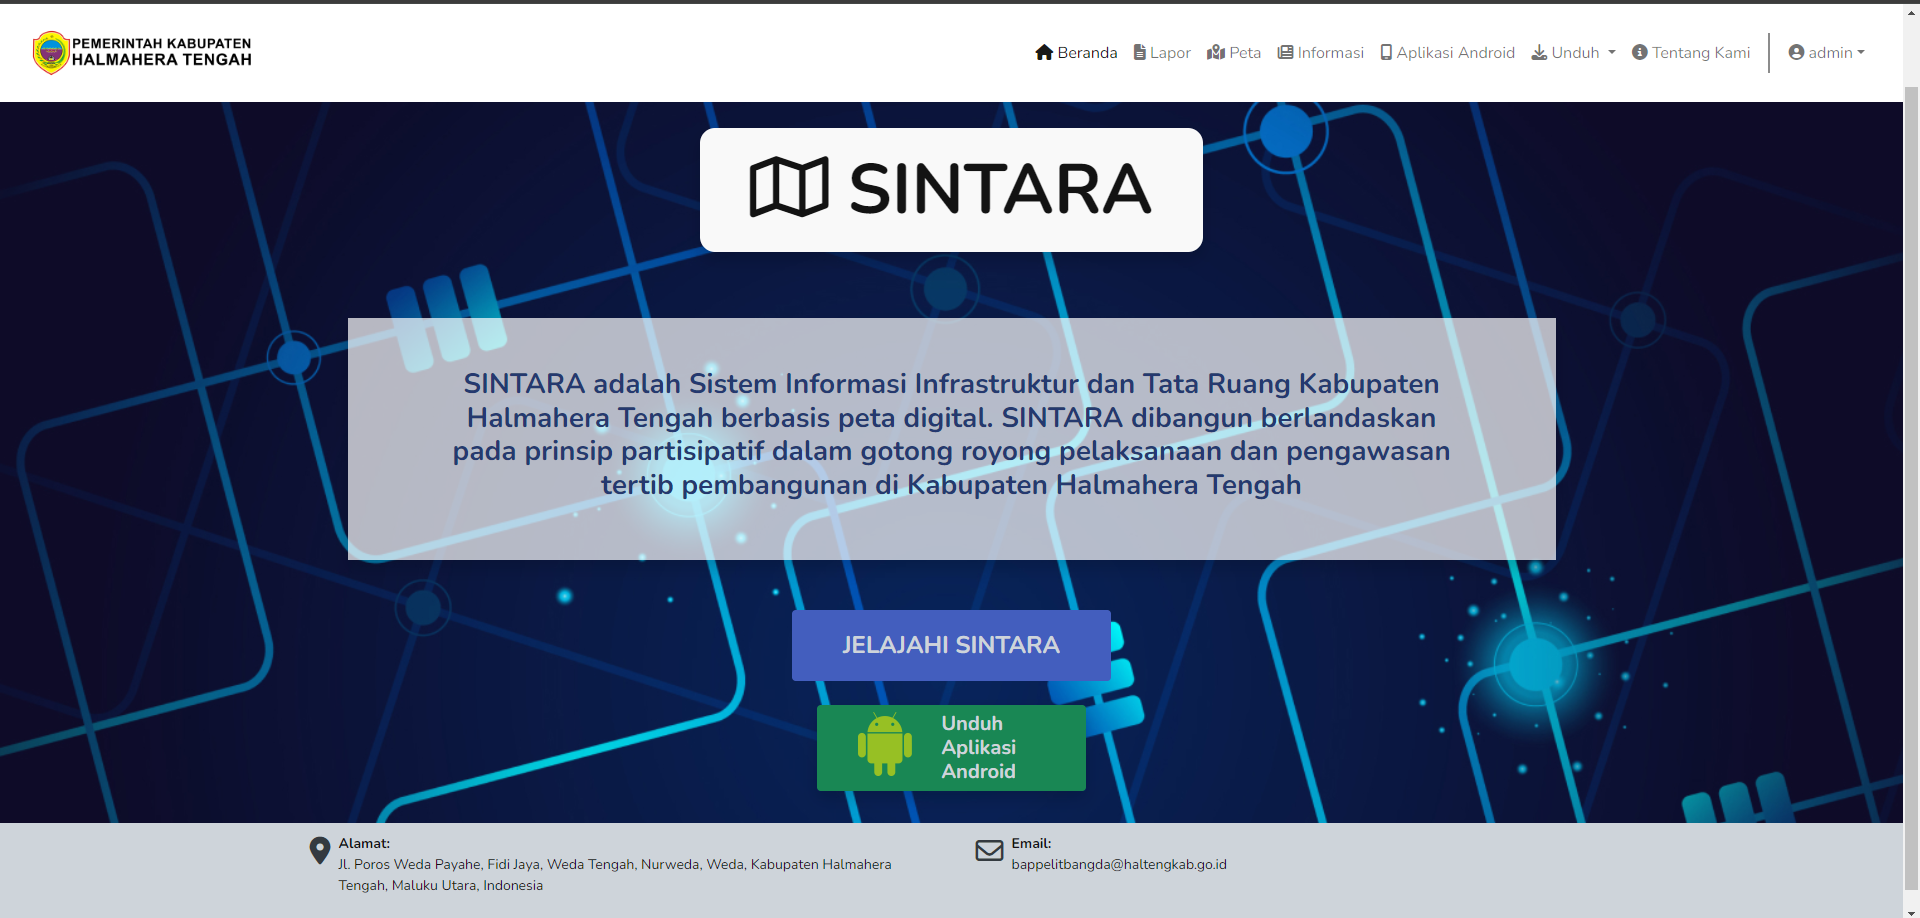 PEMERINTAH KABUPATEN
HALMAHERA TENGAH
Beranda Lapor Peta Informasi Aplikasi Android Unduh Tentang Kami admin
SINTARA
SINTARA adalah Sistem Informasi Infrastruktur dan Tata Ruang Kabupaten
Halmahera Tengah berbasis peta digital. SINTARA dibangun berlandaskan
pada prinsip partisipatif dalam gotong royong pelaksanaan dan pengawasan
tertib pembangunan di Kabupaten Halmahera Tengah
JELAJAHI SINTARA
Unduh
Aplikasi
Android
Alamat:
Jl. Poros Weda Payahe, Fidi Jaya, Weda Tengah, Nurweda, Weda, Kabupaten Halmahera
Tengah, Maluku Utara, Indonesia
Email:
bappelitbangda@haltengkab.go.id